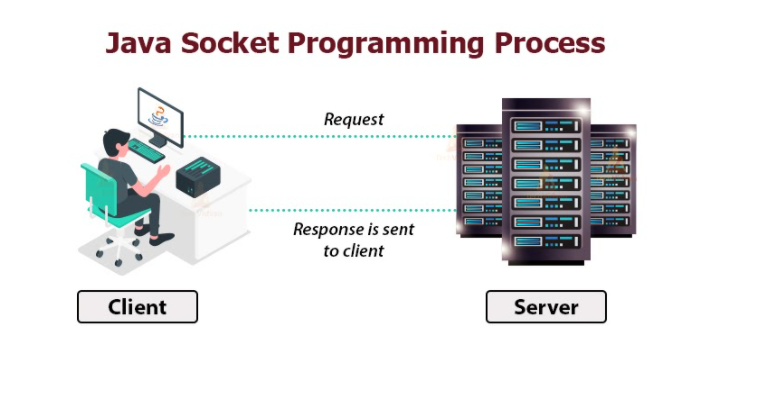 Java Socket Programming Process
Request
Response is sent
to client
Client
Server